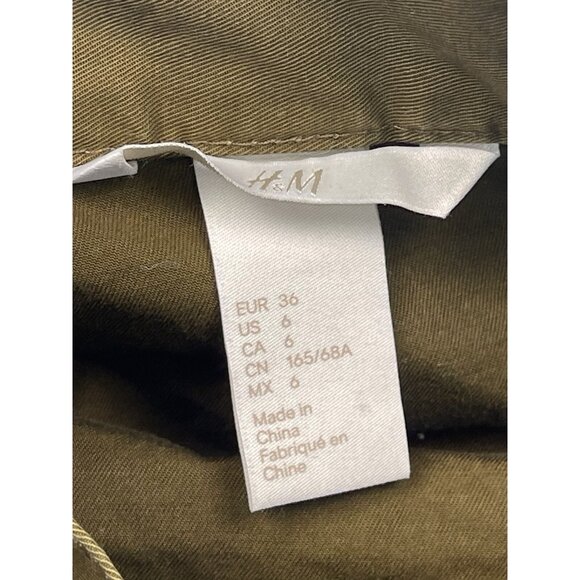 H&M
EUR 36
US 6
CA 6
CN 165/68A
MX 6
Made in
China
Fabriqué en
Chine